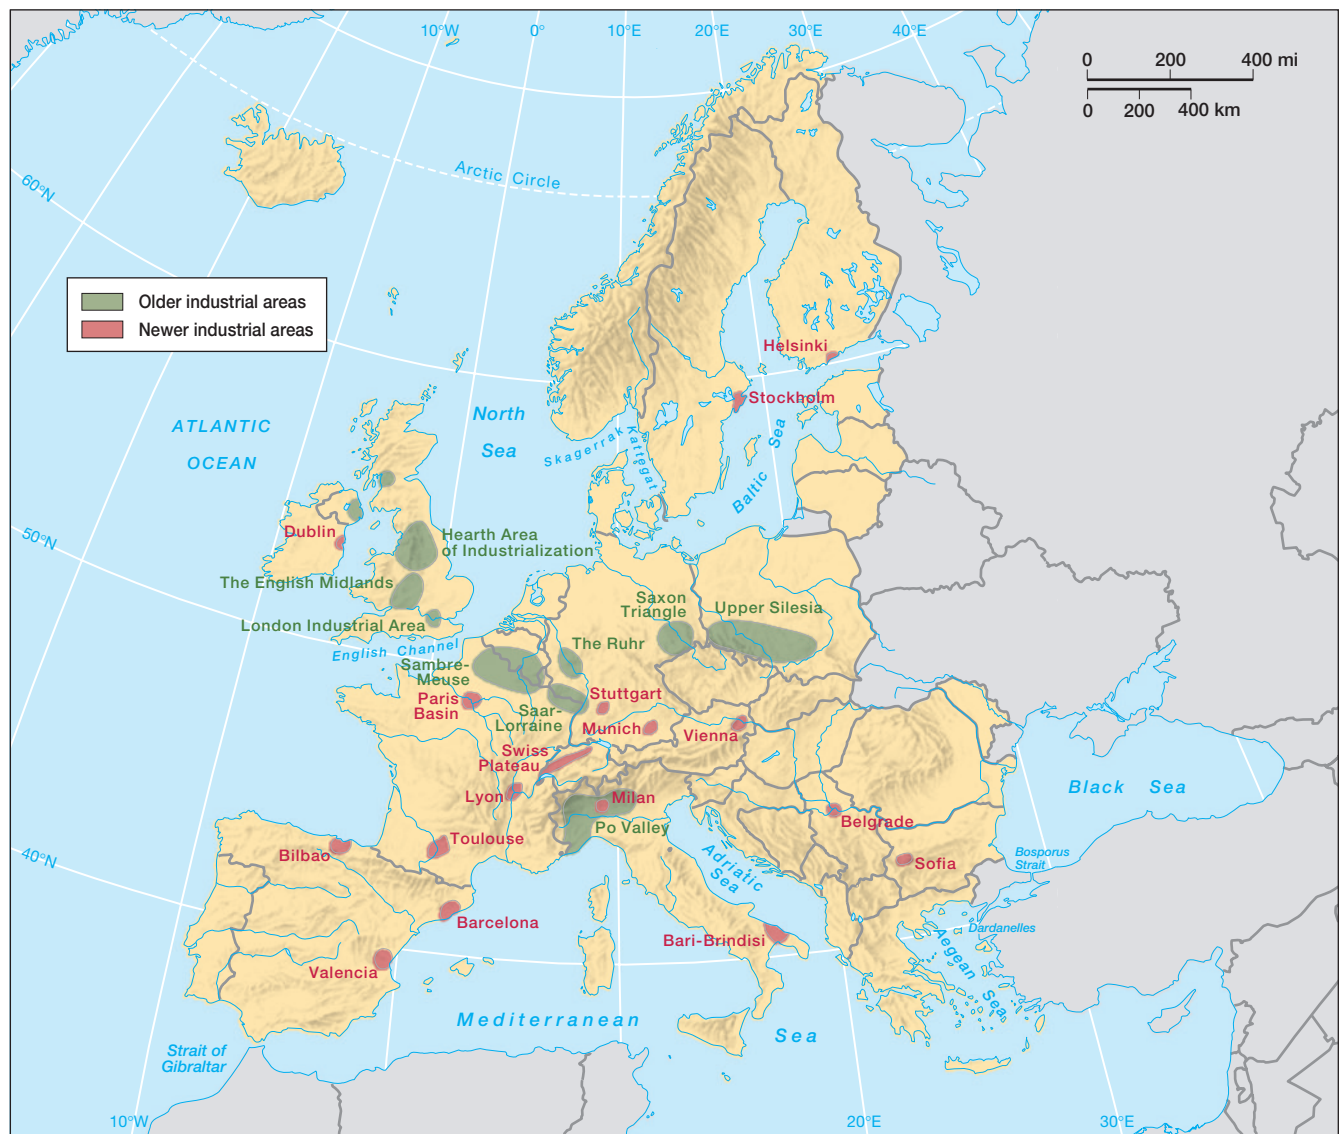 10°W
0°
10°E
20°E
30°E
40°E
0
200
400 mi
0
200
400 km
Arctic Circle
60°N
Older industrial areas
Newer industrial areas
Helsinki
Stockholm
ATLANTIC
OCEAN
North
Sea
Skagerrak
Kattegat
Baltic
Sea
Dublin
50°N
Hearth Area
of Industrialization
The English Midlands
London Industrial Area
English Channel
Saxon
Triangle
Upper Silesia
The Ruhr
Sambre-
Meuse
Paris
Basin
Saar-
Lorraine
Stuttgart
Munich
Vienna
Swiss
Plateau
Lyon
Milan
Po Valley
Belgrade
Black Sea
Toulouse
Bilbao
40°N
Sofia
Bosporus
Strait
Adriatic
Sea
Barcelona
Dardanelles
Bari-Brindisi
Aegean Sea
Valencia
Mediterranean
Sea
Strait of
Gibraltar
10°W
20°E
30°E